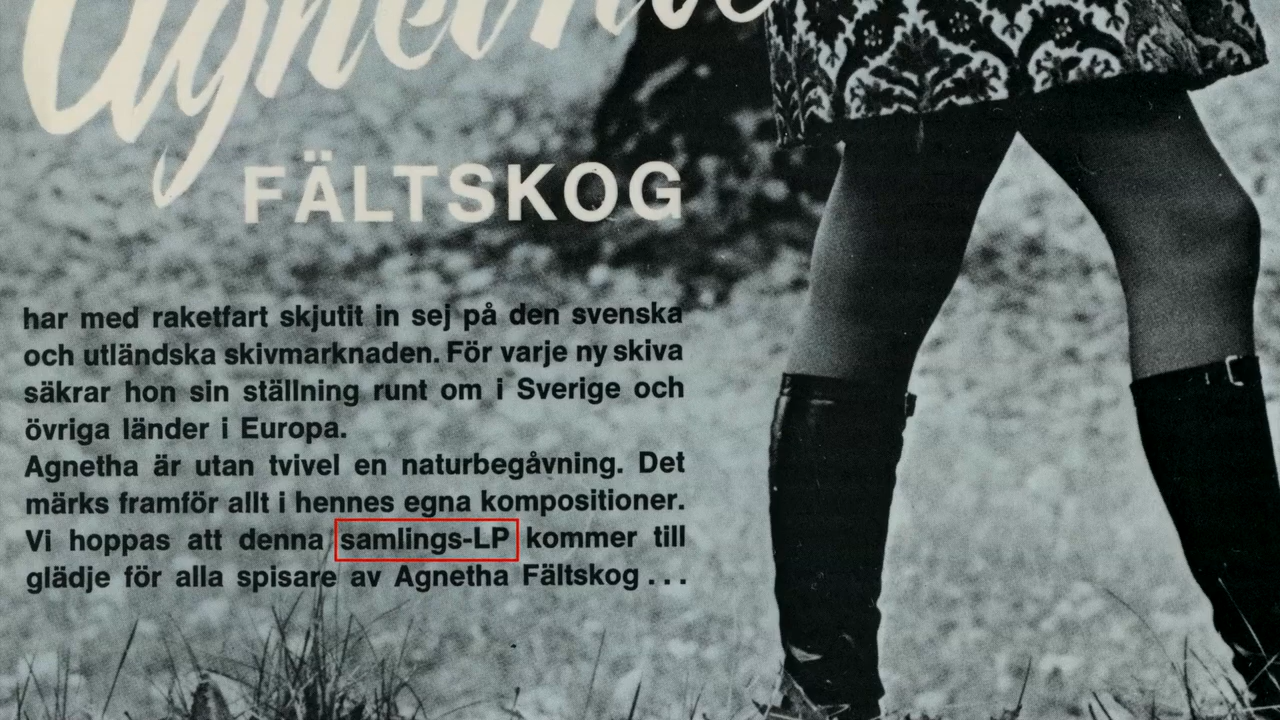 Agnetha
FÄLTSKOG
har med raketfart skjutit in sej på den svenska
och utländska skivmarknaden. För varje ny skiva
säkrar hon sin ställning runt om i Sverige och
övriga länder i Europa.
Agnetha är utan tvivel en naturbegåvning. Det
märks framför allt i hennes egna kompositioner.
Vi hoppas att denna samlings-LP kommer till
glädje för alla spisare av Agnetha Fältskog...